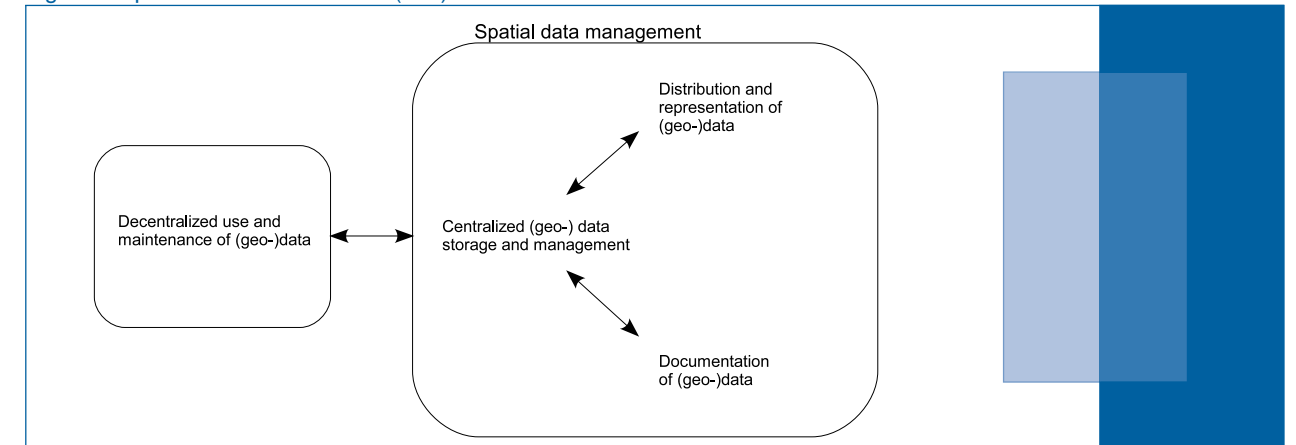 Spatial data management
Distribution and
representation of
(geo-)data
Decentralized use and
maintenance of (geo-)data
Centralized (geo-) data
storage and management
Documentation
of (geo-)data